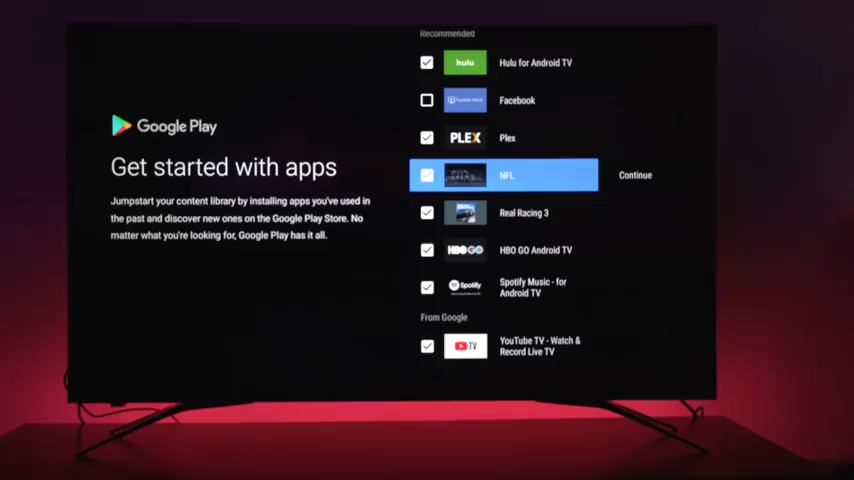 Google Play
Get started with apps
Jumpstart your content library by installing apps you've used in
the past and discover new ones on the Google Play Store. No
matter what you're looking for, Google Play has it all.
Recommended
hulu
Hulu for Android TV
Facebook
PLEX
Plex
NFL
Continue
Real Racing 3
HBO GO
HBO GO Android TV
Spotify
Spotify Music - for
Android TV
From Google
TV
YouTube TV - Watch &
Record Live TV